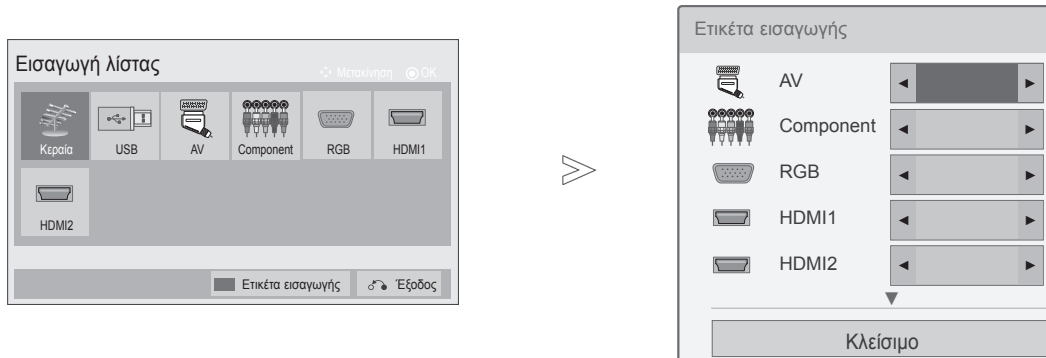 Εισαγωγή λίστας
Μετακίνηση OK
Κεραία USB AV Component RGB HDMI1
HDMI2
Ετικέτα εισαγωγής Έξοδος
Ετικέτα εισαγωγής
AV
Component
RGB
HDMI1
HDMI2
Κλείσιμο